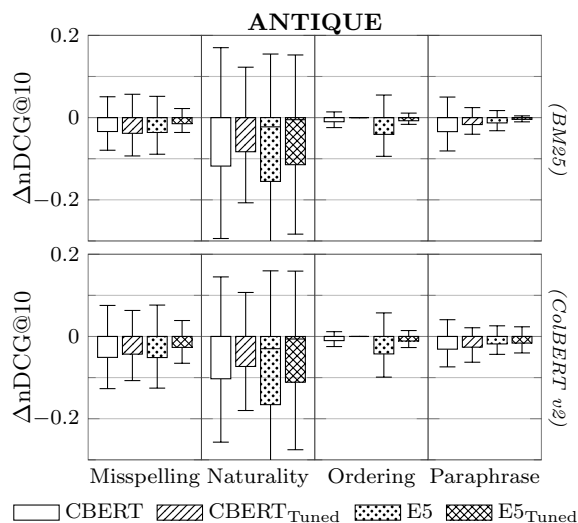 ANTIQUE
0.2
0
−0.2
ΔnDCG@10
(BM25)
0.2
0
−0.2
ΔnDCG@10
(ColBERT v2)
Misspelling Naturality Ordering Paraphrase
CBERT CBERT_Tuned E5 E5_Tuned